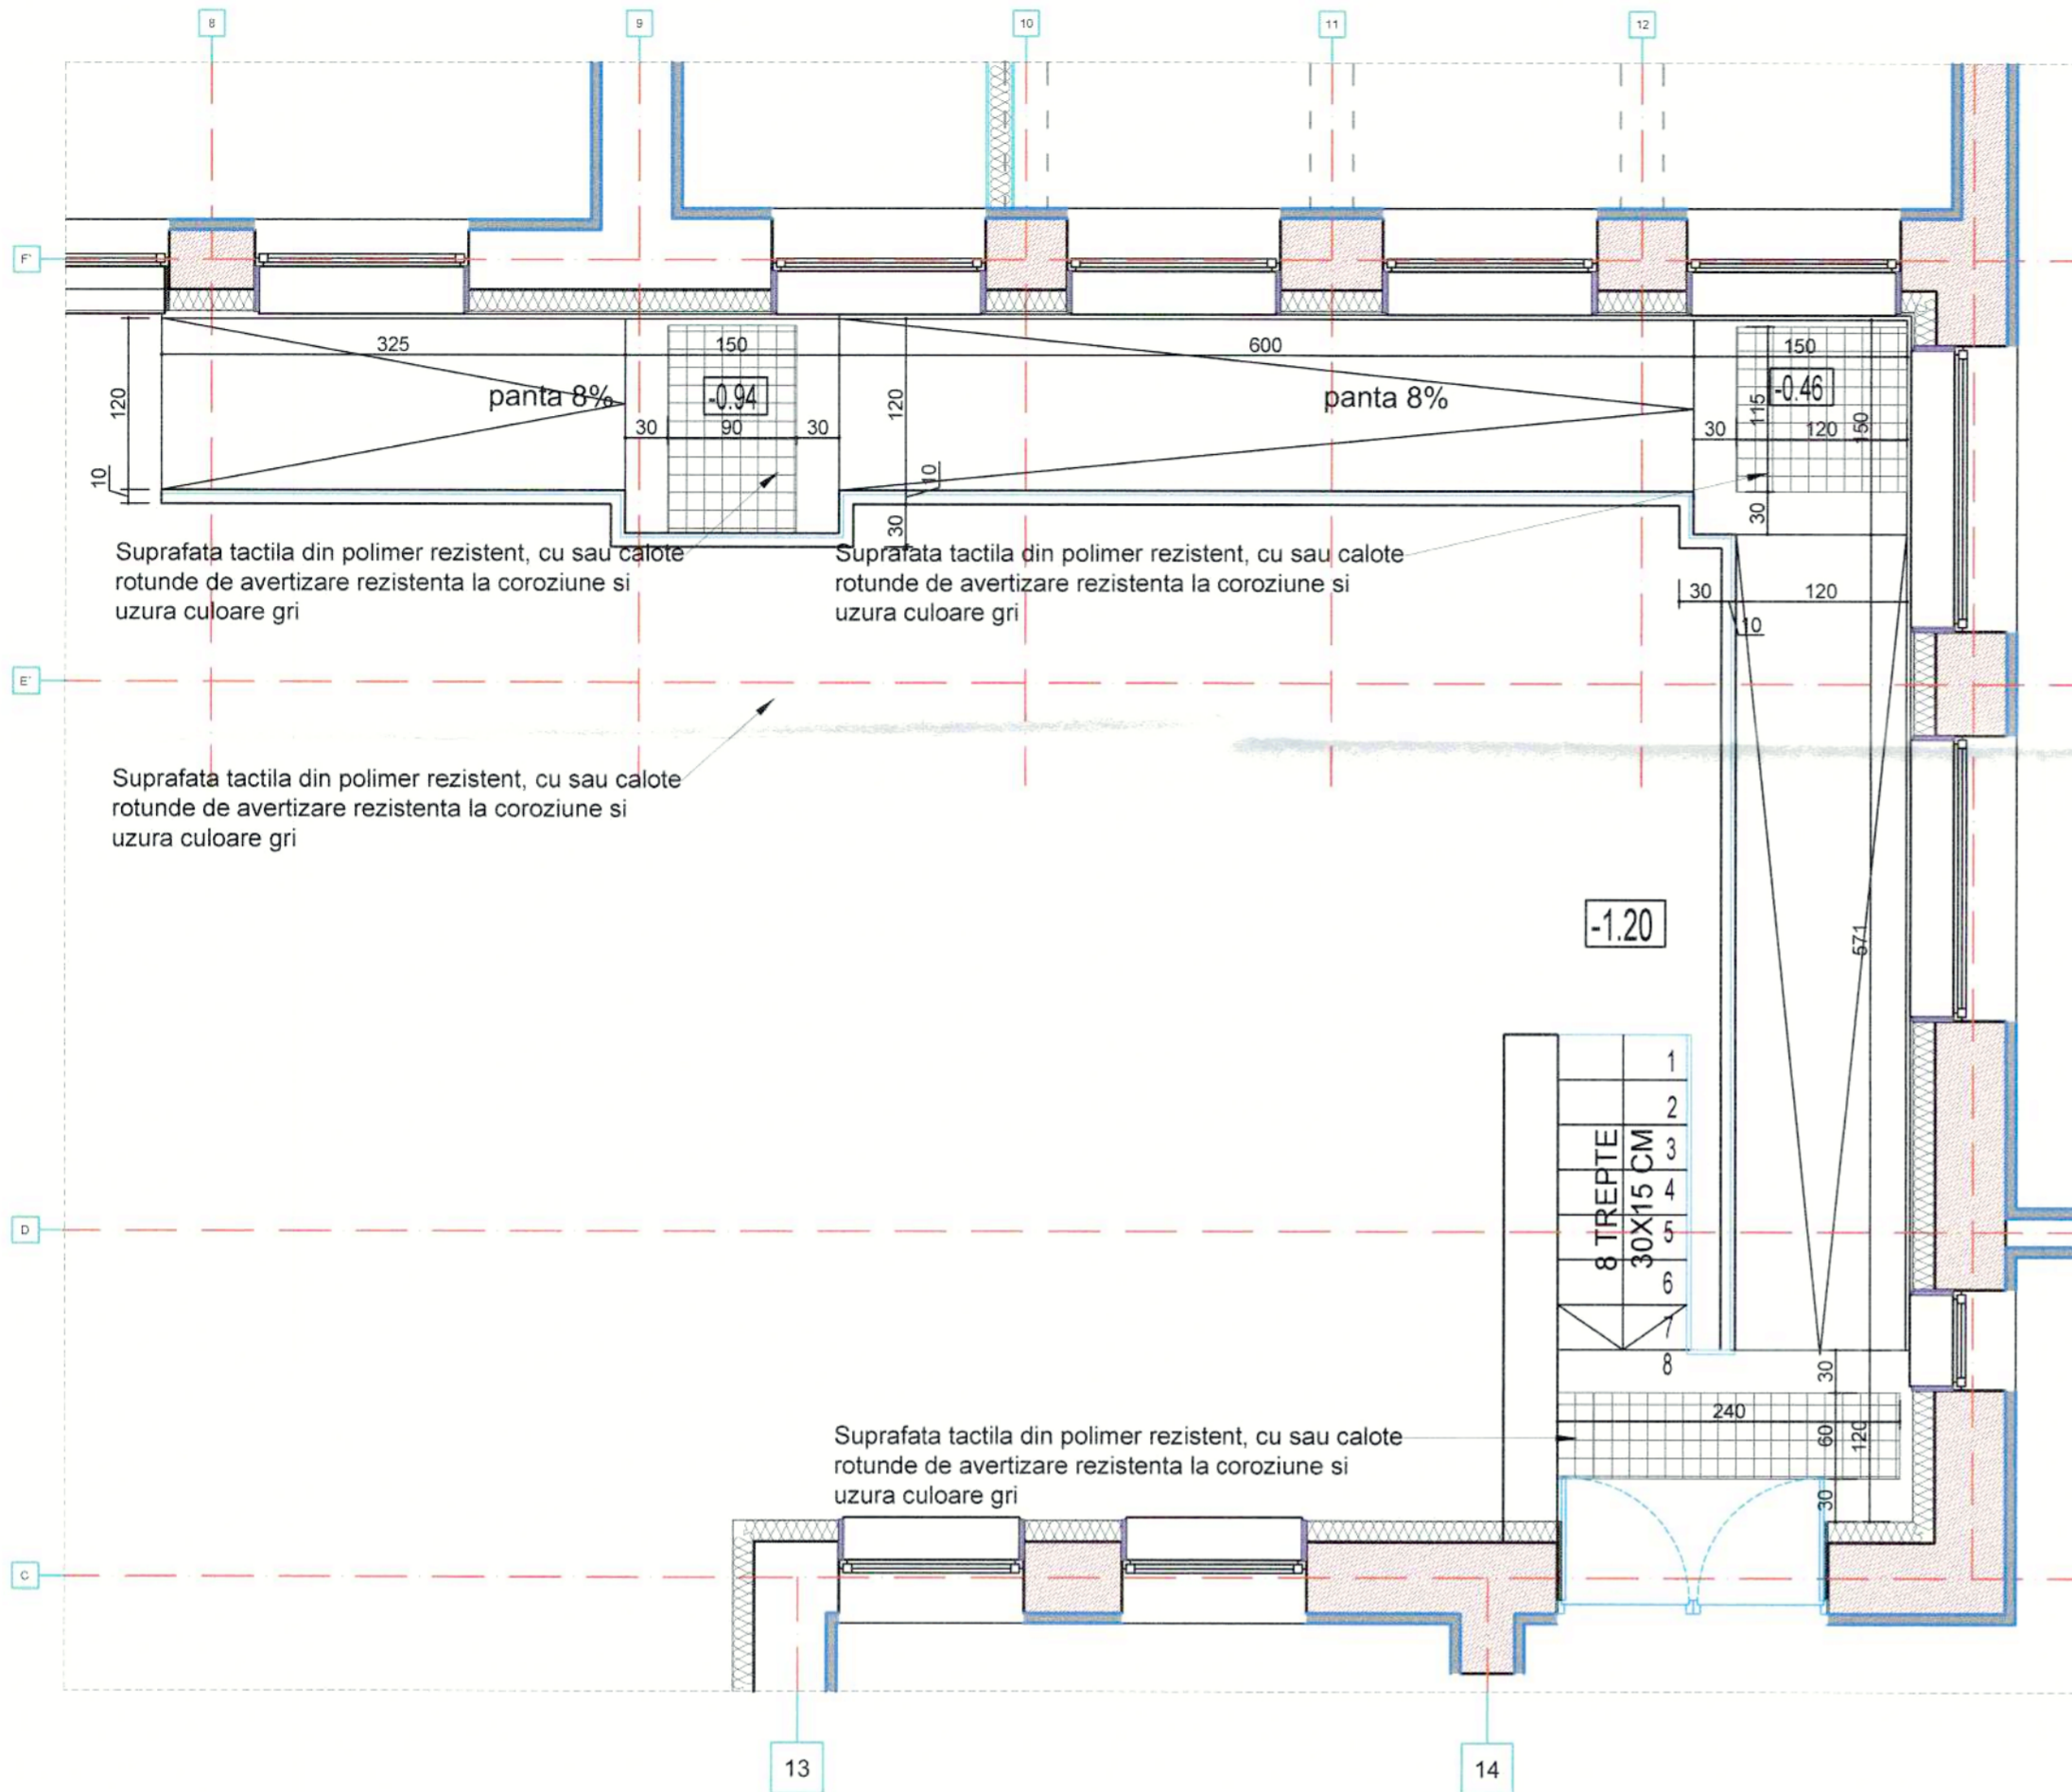 8
9
10
11
12
F'
325
150
600
150
120
panta 8%
-0.94
120
panta 8%
-0.46
115
150
30
90
30
30
120
10
10
30
30
Suprafata tactila din polimer rezistent, cu sau calote
rotunde de avertizare rezistenta la coroziune si
uzura culoare gri
Suprafata tactila din polimer rezistent, cu sau calote
rotunde de avertizare rezistenta la coroziune si
uzura culoare gri
30
120
10
E'
Suprafata tactila din polimer rezistent, cu sau calote
rotunde de avertizare rezistenta la coroziune si
uzura culoare gri
-1.20
571
1
2
3
4
5
6
7
8
8 TREPTE
30X15 CM
D
30
240
60
120
30
Suprafata tactila din polimer rezistent, cu sau calote
rotunde de avertizare rezistenta la coroziune si
uzura culoare gri
C
13
14